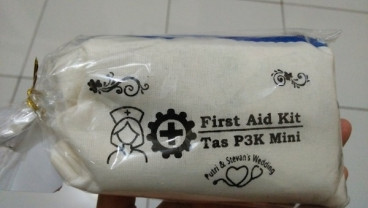 First Aid Kit
Tas P3K Mini
Putri & Stevan's Wedding